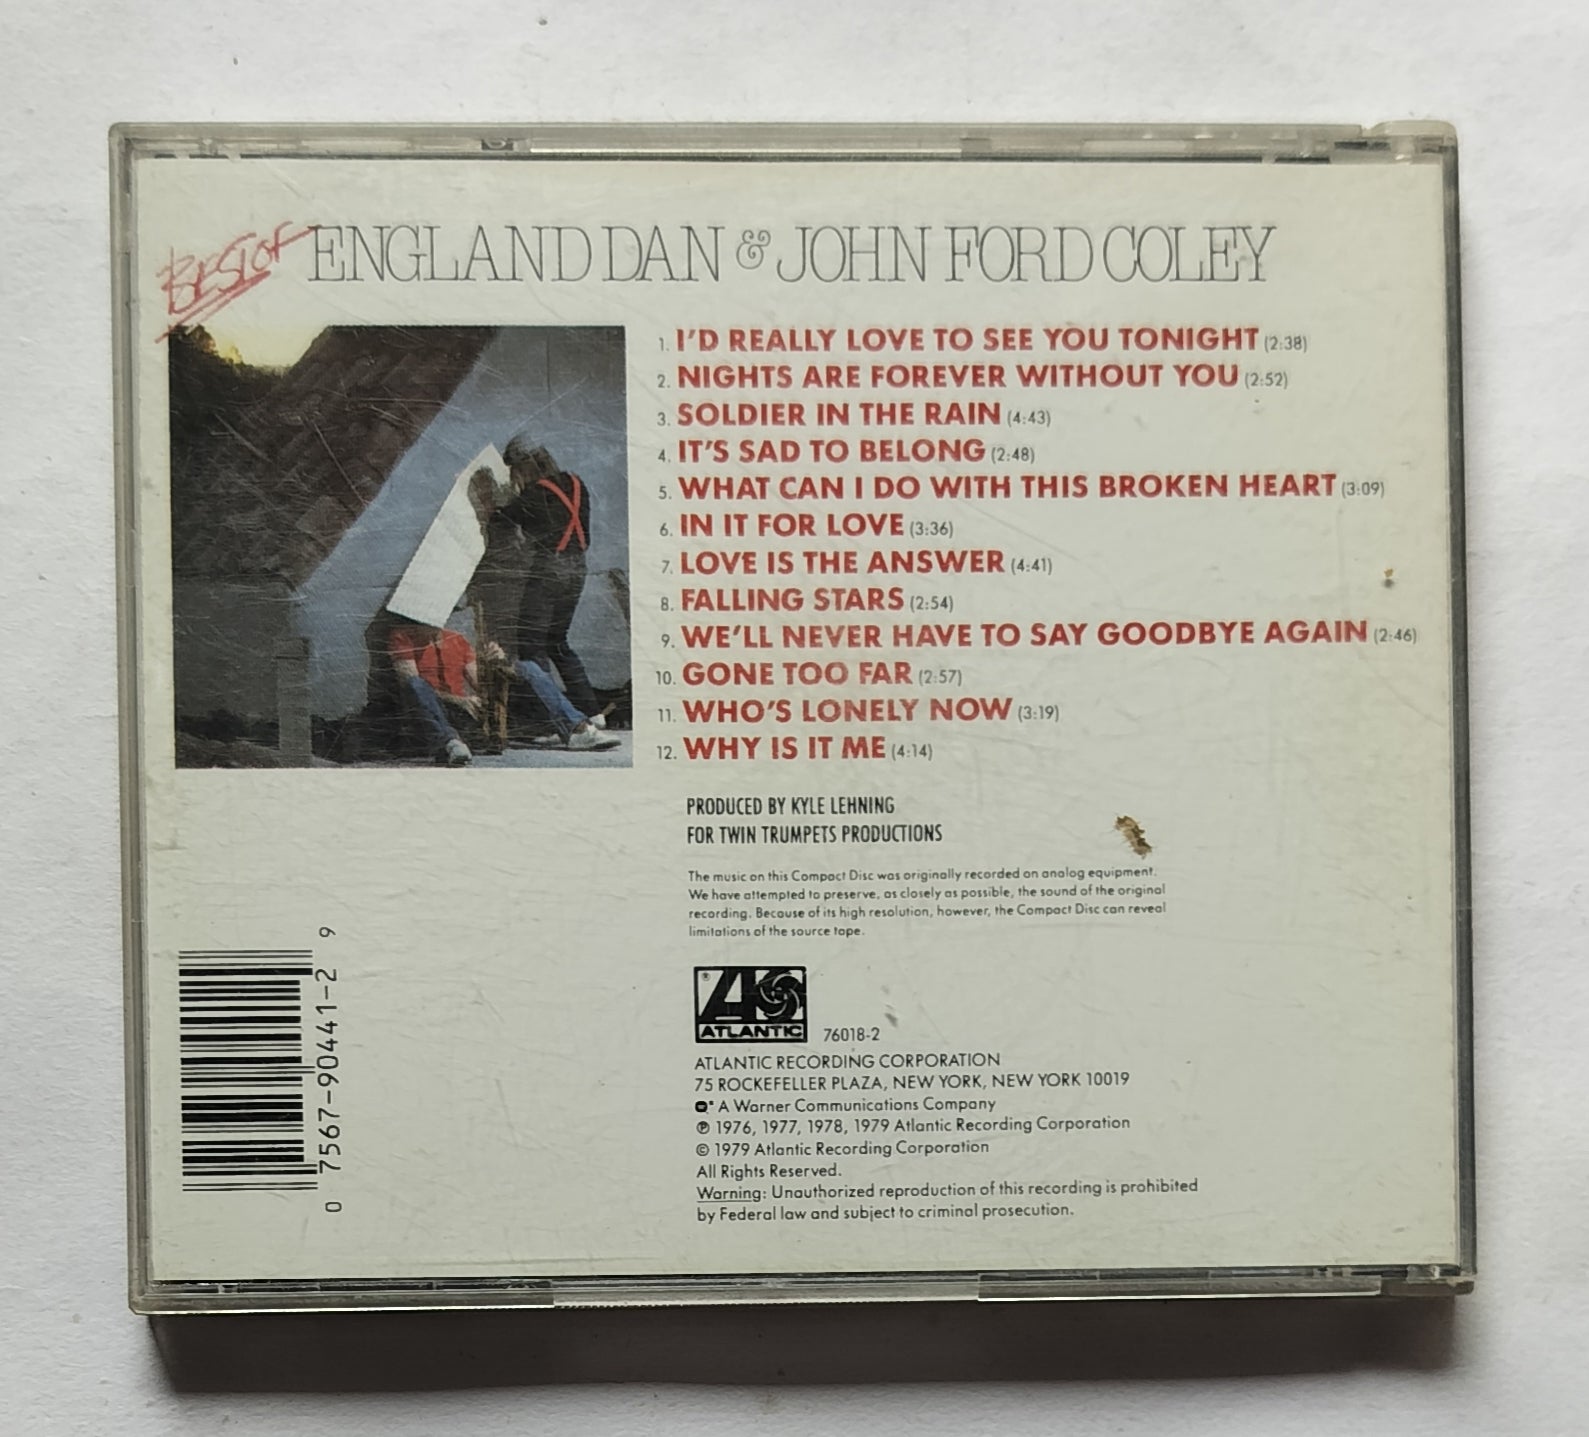 BEST OF ENGLAND DAN & JOHN FORD COLEY
1. I'D REALLY LOVE TO SEE YOU TONIGHT (2:38)
2. NIGHTS ARE FOREVER WITHOUT YOU (2:52)
3. SOLDIER IN THE RAIN (4:43)
4. IT'S SAD TO BELONG (2:48)
5. WHAT CAN I DO WITH THIS BROKEN HEART (3:09)
6. IN IT FOR LOVE (3:36)
7. LOVE IS THE ANSWER (4:41)
8. FALLING STARS (2:54)
9. WE'LL NEVER HAVE TO SAY GOODBYE AGAIN (2:46)
10. GONE TOO FAR (2:57)
11. WHO'S LONELY NOW (3:19)
12. WHY IS IT ME (4:14)
PRODUCED BY KYLE LEHNING
FOR TWIN TRUMPETS PRODUCTIONS
The music on this Compact Disc was originally recorded on analog equipment.
We have attempted to preserve, as closely as possible, the sound of the original
recording. Because of its high resolution, however, the Compact Disc can reveal
limitations of the source tape.
0 7567-90441-2 9
®
ATLANTIC 76018-2
ATLANTIC RECORDING CORPORATION
75 ROCKEFELLER PLAZA, NEW YORK, NEW YORK 10019
A Warner Communications Company
℗ 1976, 1977, 1978, 1979 Atlantic Recording Corporation
© 1979 Atlantic Recording Corporation
All Rights Reserved.
Warning: Unauthorized reproduction of this recording is prohibited
by Federal law and subject to criminal prosecution.